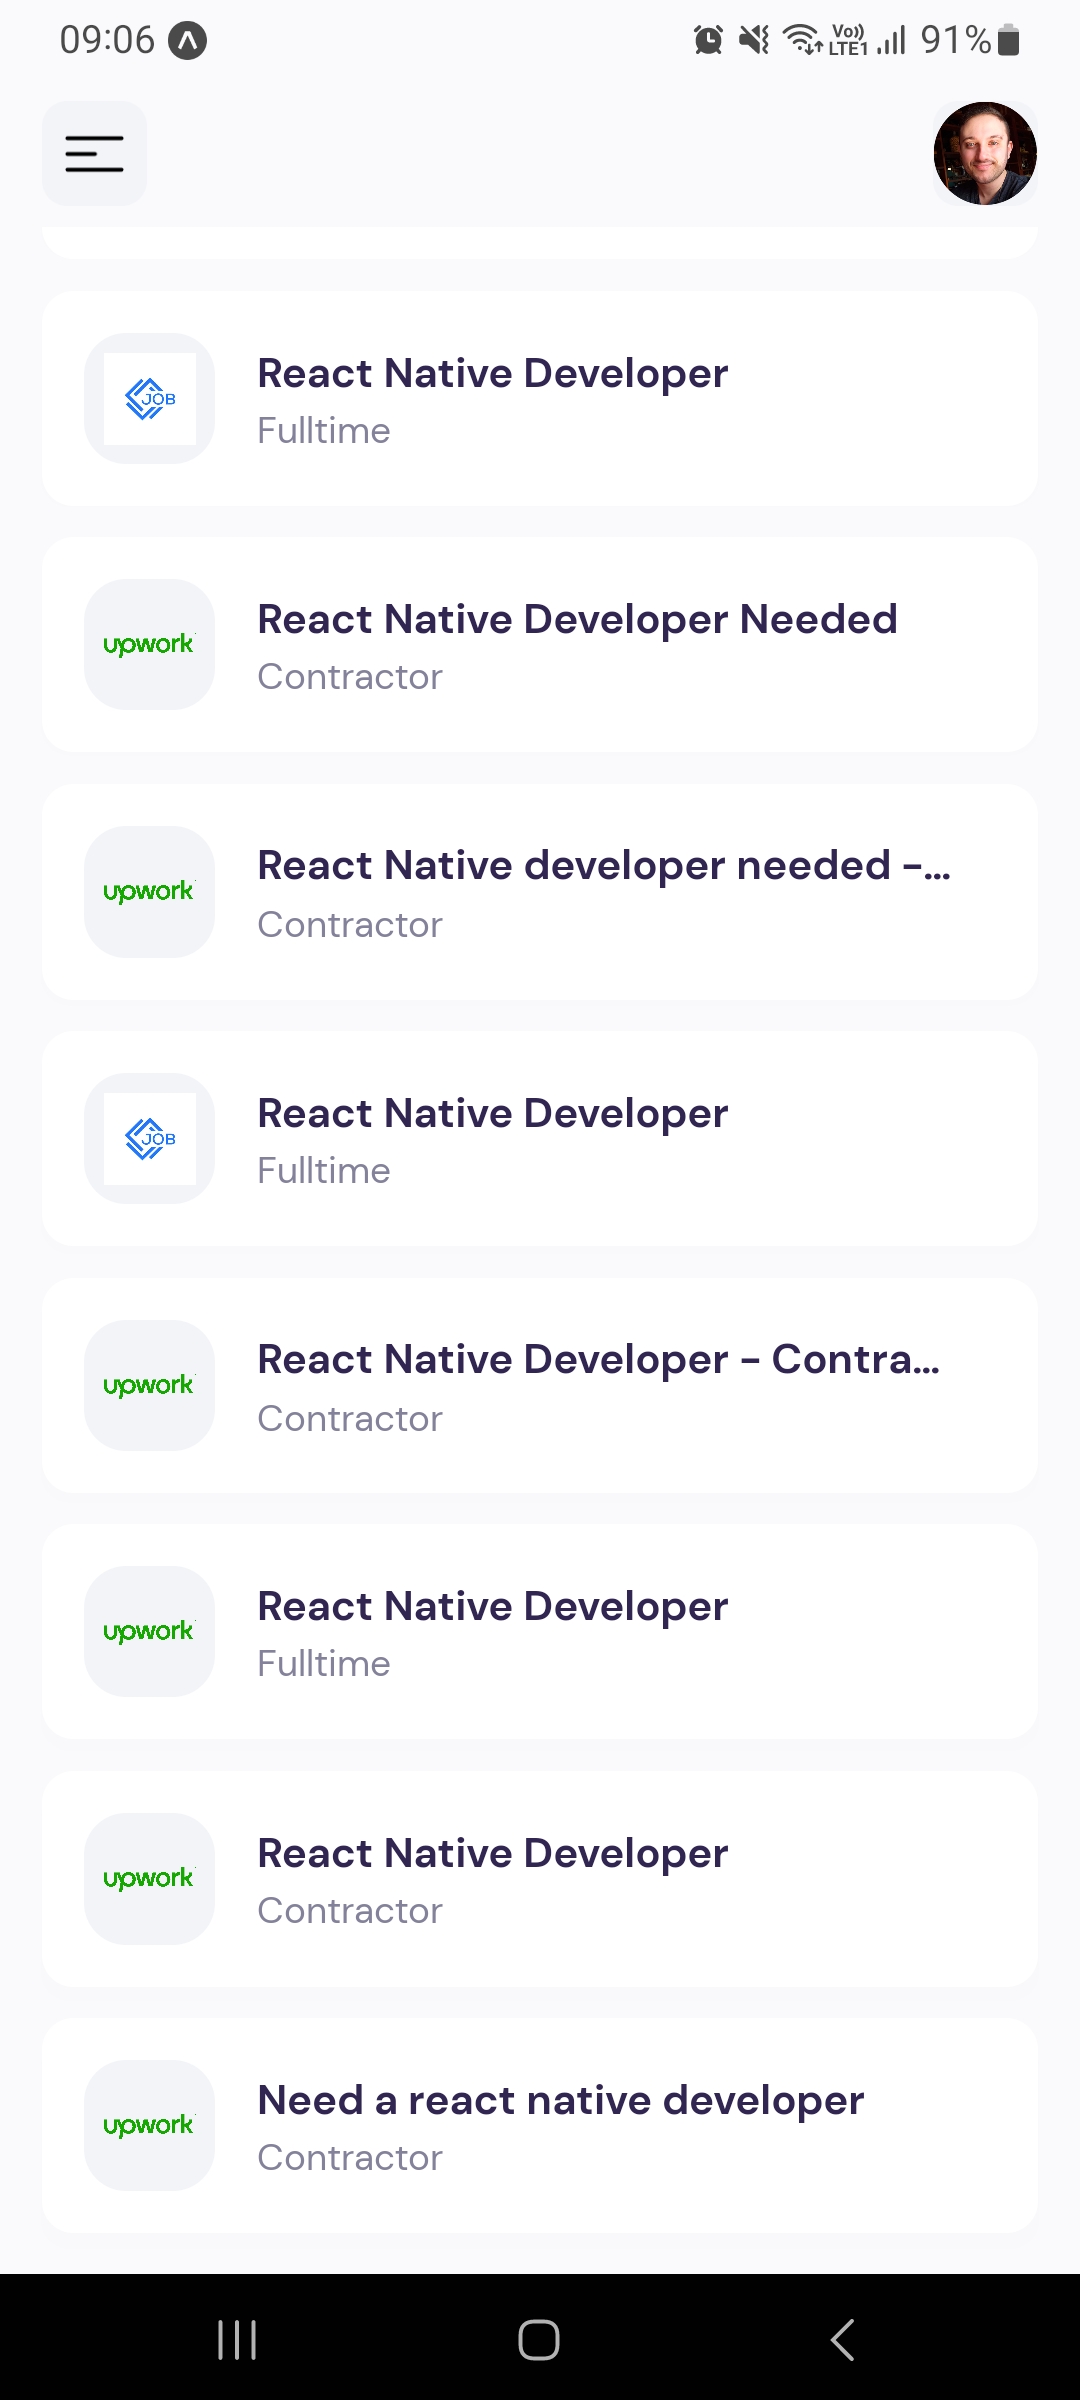 09:06
Vo)) LTE1 91%
JOB
React Native Developer
Fulltime
upwork
React Native Developer Needed
Contractor
upwork
React Native developer needed -...
Contractor
JOB
React Native Developer
Fulltime
upwork
React Native Developer - Contra...
Contractor
upwork
React Native Developer
Fulltime
upwork
React Native Developer
Contractor
upwork
Need a react native developer
Contractor